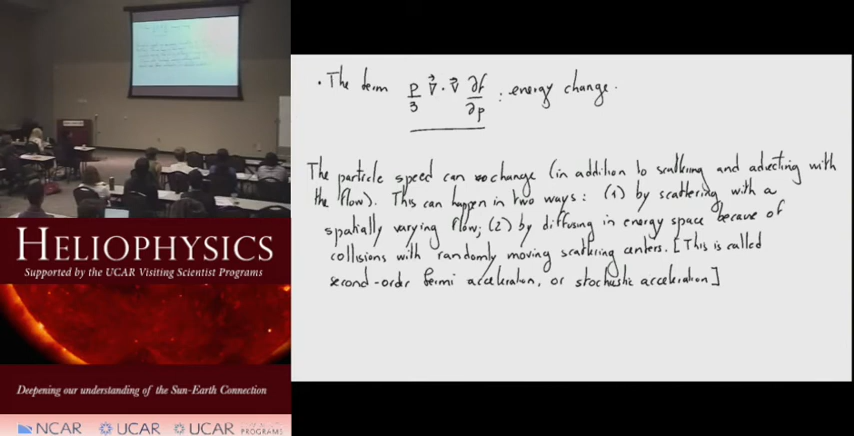 • The term p/3 ∇⃗ · V⃗ ∂f/∂p : energy change.
The particle speed can change (in addition to scattering and advecting with
the flow). This can happen in two ways: (1) by scattering with a
spatially varying flow; (2) by diffusing in energy space because of
collisions with randomly moving scattering centers. [This is called
second-order Fermi acceleration, or stochastic acceleration]
HELIOPHYSICS
Supported by the UCAR Visiting Scientist Programs
Deepening our understanding of the Sun-Earth Connection
NCAR UCAR UCAR PROGRAMS